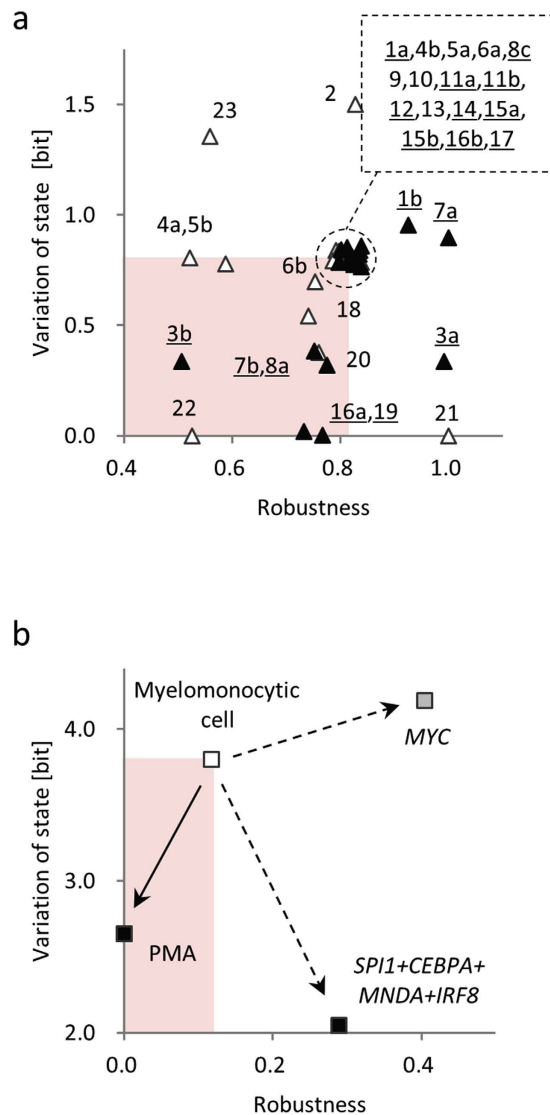 a
1a,4b,5a,6a,8c
9,10,11a,11b,
12,13,14,15a,
15b,16b,17
Variation of state [bit]
1.5
1.0
0.5
0.0
23
2
4a,5b
1b
7a
6b
18
3b
7b,8a
20
3a
22
16a,19
21
0.4
0.6
0.8
1.0
Robustness
b
Variation of state [bit]
4.0
3.0
2.0
Myelomonocytic
cell
MYC
PMA
SPI1+CEBPA+
MNDA+IRF8
0.0
0.2
0.4
Robustness